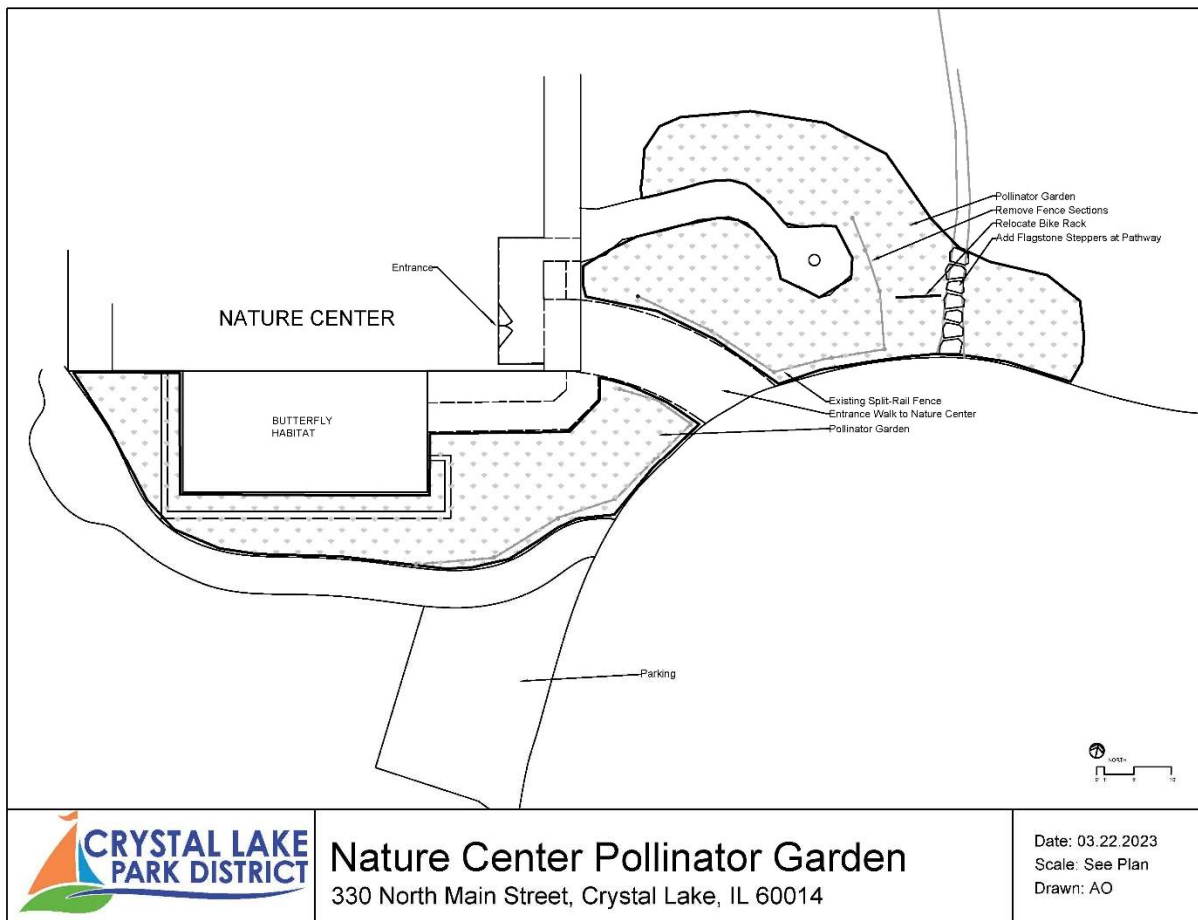 Pollinator Garden
Remove Fence Sections
Relocate Bike Rack
Add Flagstone Steppers at Pathway
Entrance
NATURE CENTER
Existing Split-Rail Fence
Entrance Walk to Nature Center
Pollinator Garden
BUTTERFLY
HABITAT
Parking
NORTH
CRYSTAL LAKE
PARK DISTRICT
Nature Center Pollinator Garden
330 North Main Street, Crystal Lake, IL 60014
Date: 03.22.2023
Scale: See Plan
Drawn: AO